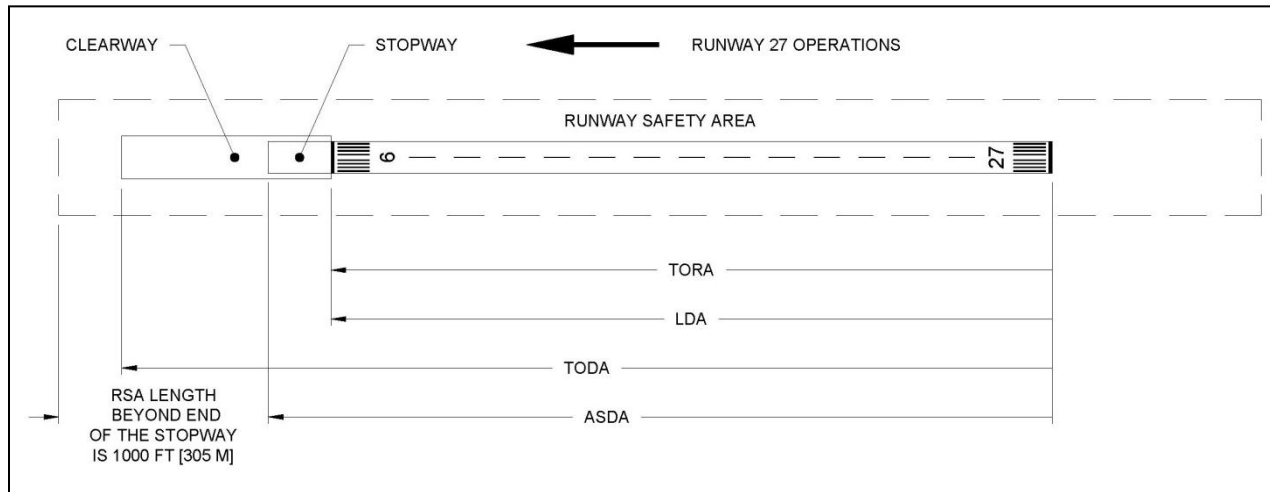 CLEARWAY
STOPWAY
RUNWAY 27 OPERATIONS
RUNWAY SAFETY AREA
9
27
TORA
LDA
TODA
RSA LENGTH
BEYOND END
OF THE STOPWAY
IS 1000 FT [305 M]
ASDA